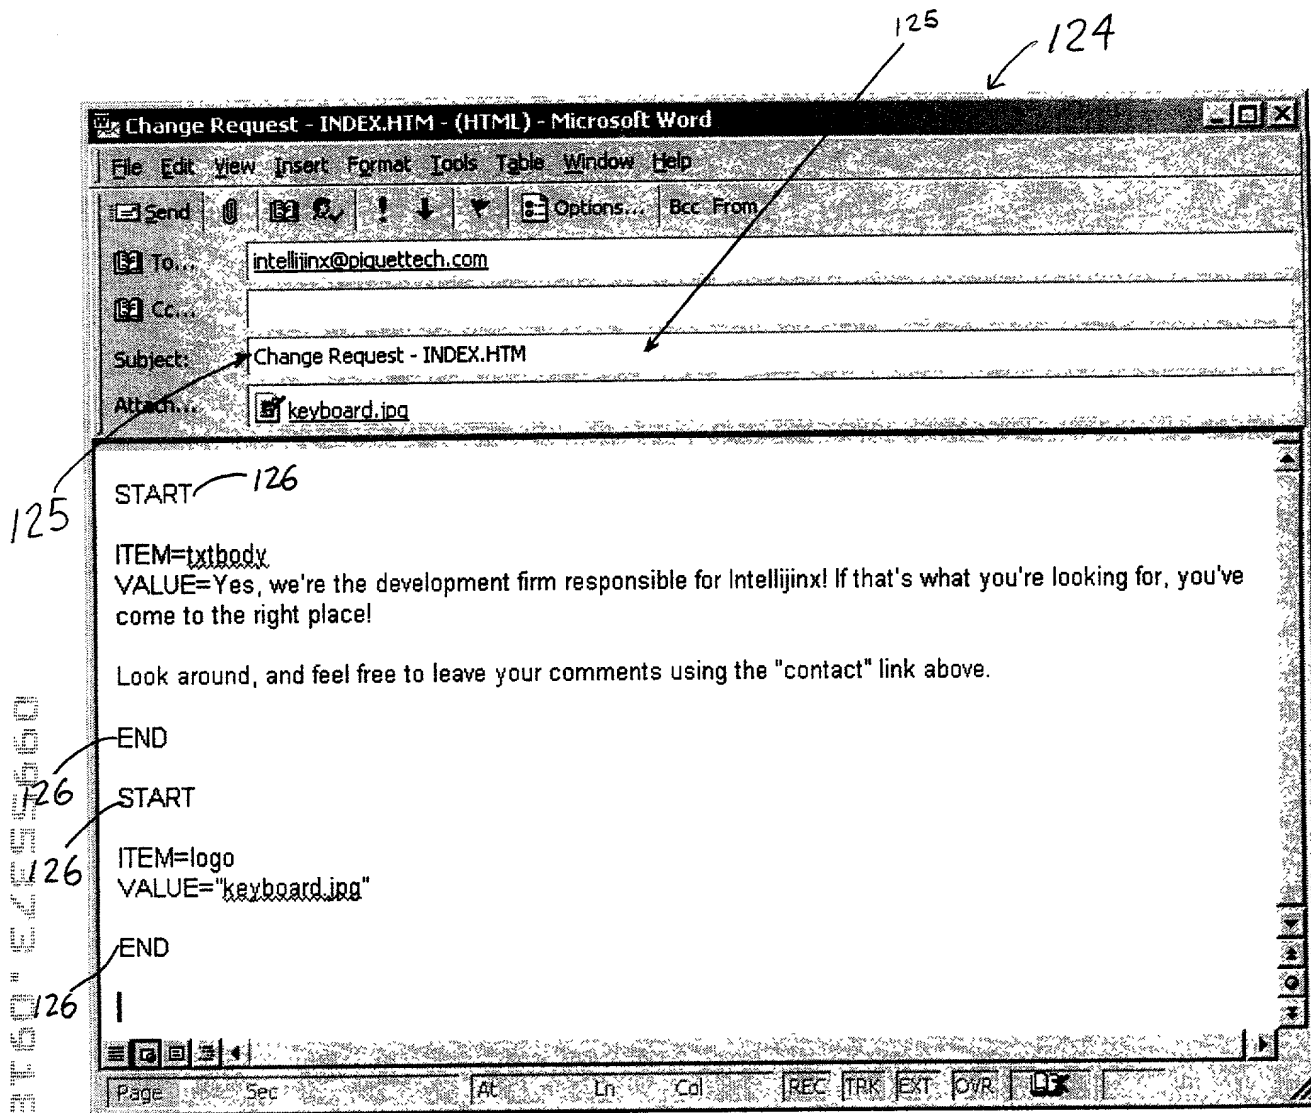 125
124
Change Request - INDEX.HTM - (HTML) - Microsoft Word
File Edit View Insert Format Tools Table Window Help
Send Options... Bcc From
To... intellijinx@piquettech.com
Cc...
Subject: Change Request - INDEX.HTM
Attach... keyboard.jpg
START 126
125
ITEM=txtbody
VALUE=Yes, we're the development firm responsible for Intellijinx! If that's what you're looking for, you've
come to the right place!
Look around, and feel free to leave your comments using the "contact" link above.
END
126
START
126
ITEM=logo
VALUE="keyboard.jpg"
END
126
Page Sec At Ln Col REC TRK EXT OVR